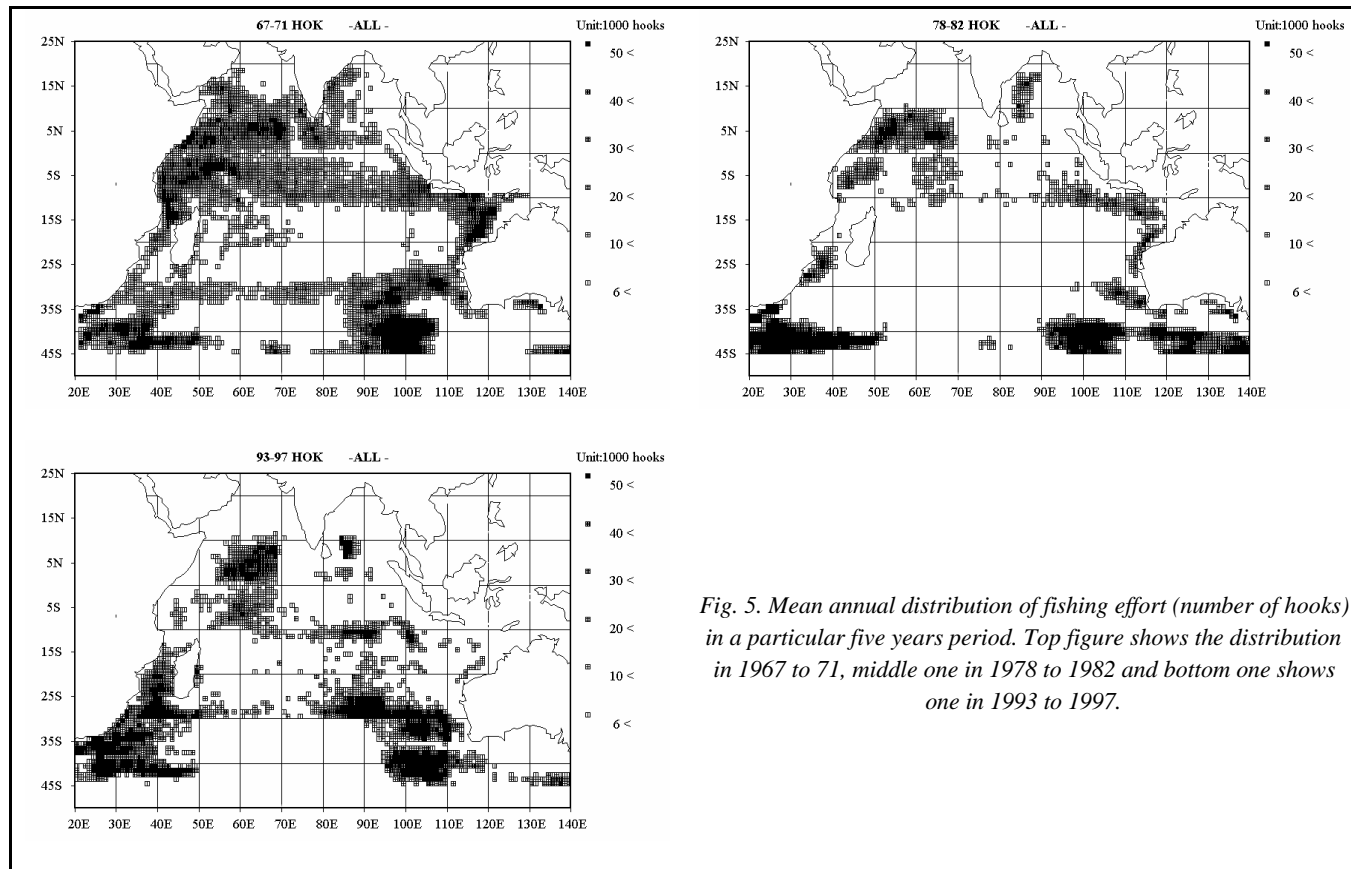 67-71 HOK -ALL -
Unit:1000 hooks
25N
15N
5N
5S
15S
25S
35S
45S
50 <
40 <
30 <
20 <
10 <
6 <
20E 30E 40E 50E 60E 70E 80E 90E 100E 110E 120E 130E 140E
78-82 HOK -ALL -
Unit:1000 hooks
25N
15N
5N
5S
15S
25S
35S
45S
50 <
40 <
30 <
20 <
10 <
6 <
20E 30E 40E 50E 60E 70E 80E 90E 100E 110E 120E 130E 140E
93-97 HOK -ALL -
Unit:1000 hooks
25N
15N
5N
5S
15S
25S
35S
45S
50 <
40 <
30 <
20 <
10 <
6 <
20E 30E 40E 50E 60E 70E 80E 90E 100E 110E 120E 130E 140E
Fig. 5. Mean annual distribution of fishing effort (number of hooks)
in a particular five years period. Top figure shows the distribution
in 1967 to 71, middle one in 1978 to 1982 and bottom one shows
one in 1993 to 1997.